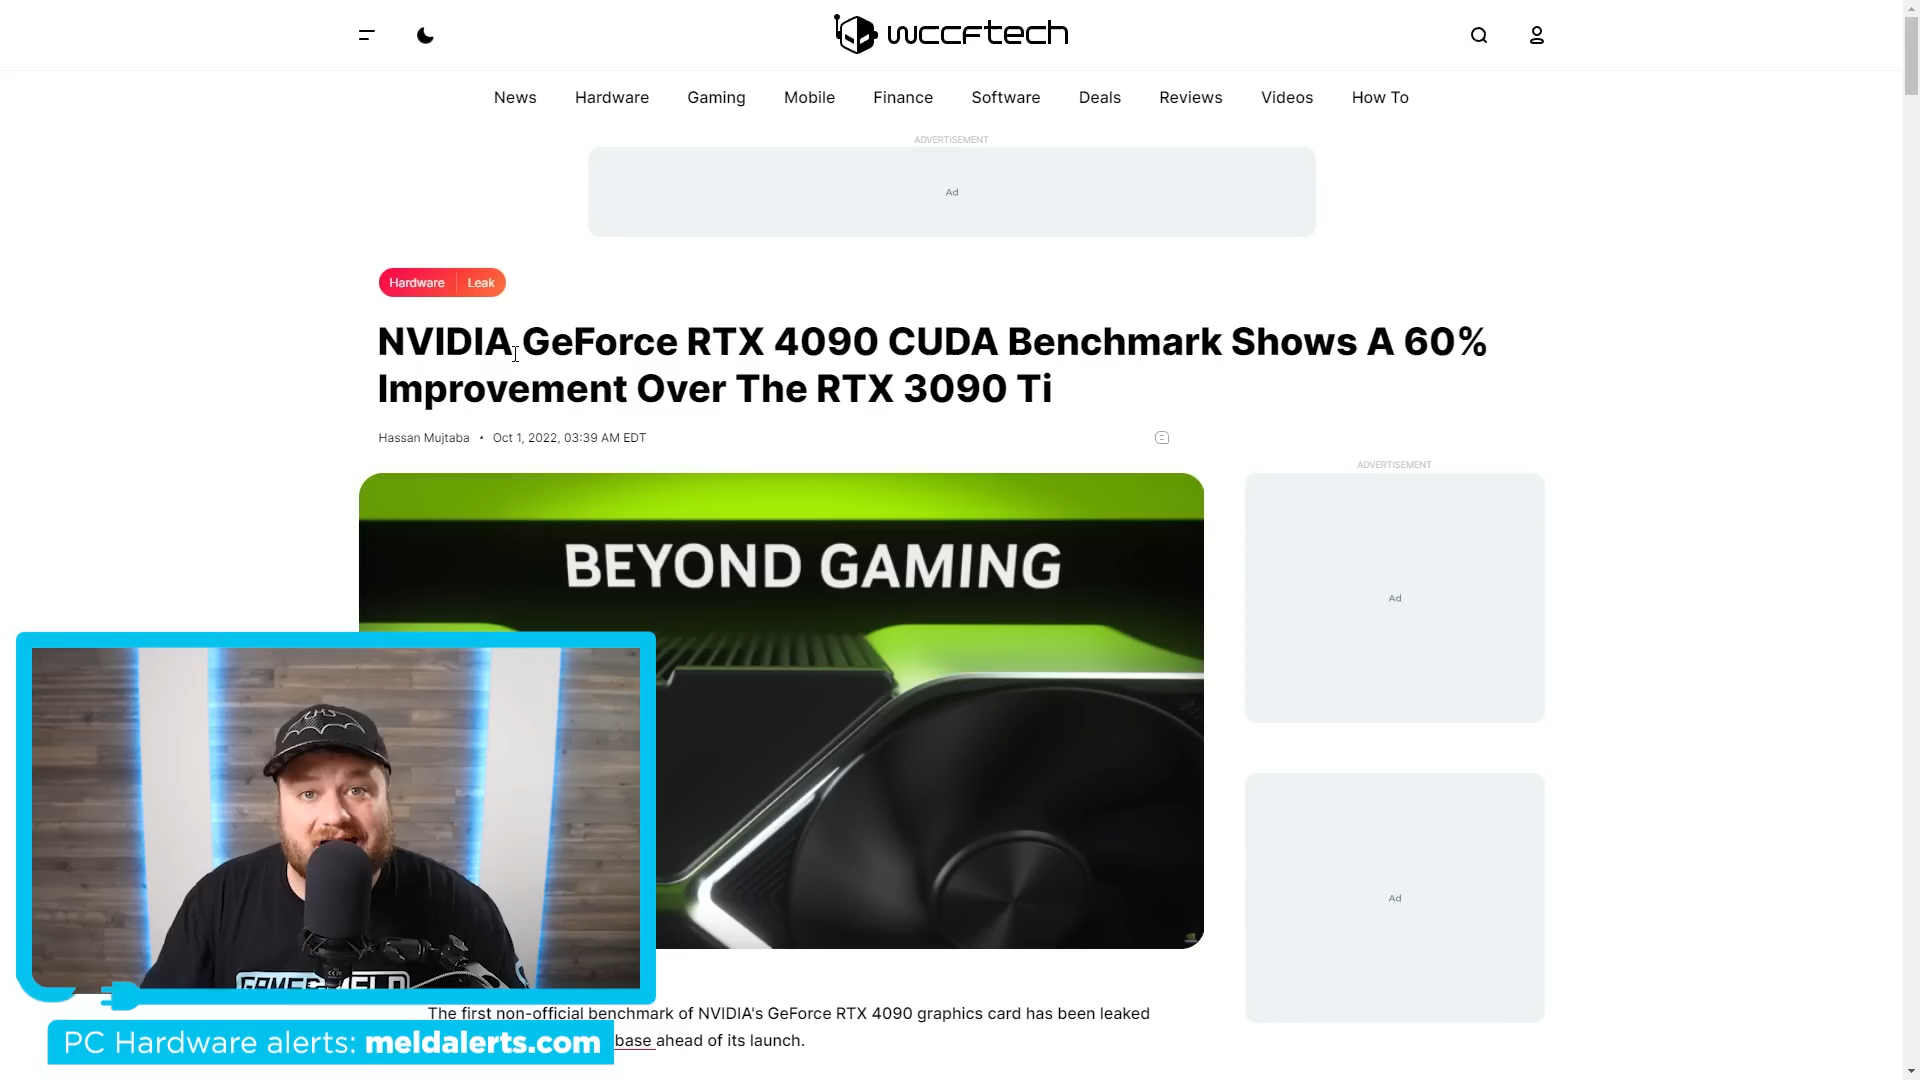 wccftech
News Hardware Gaming Mobile Finance Software Deals Reviews Videos How To
ADVERTISEMENT
Ad
Hardware Leak
NVIDIA GeForce RTX 4090 CUDA Benchmark Shows A 60%
Improvement Over The RTX 3090 Ti
Hassan Mujtaba • Oct 1, 2022, 03:39 AM EDT
ADVERTISEMENT
BEYOND GAMING
Ad
Ad
The first non-official benchmark of NVIDIA's GeForce RTX 4090 graphics card has been leaked
base ahead of its launch.
PC Hardware alerts: meldalerts.com